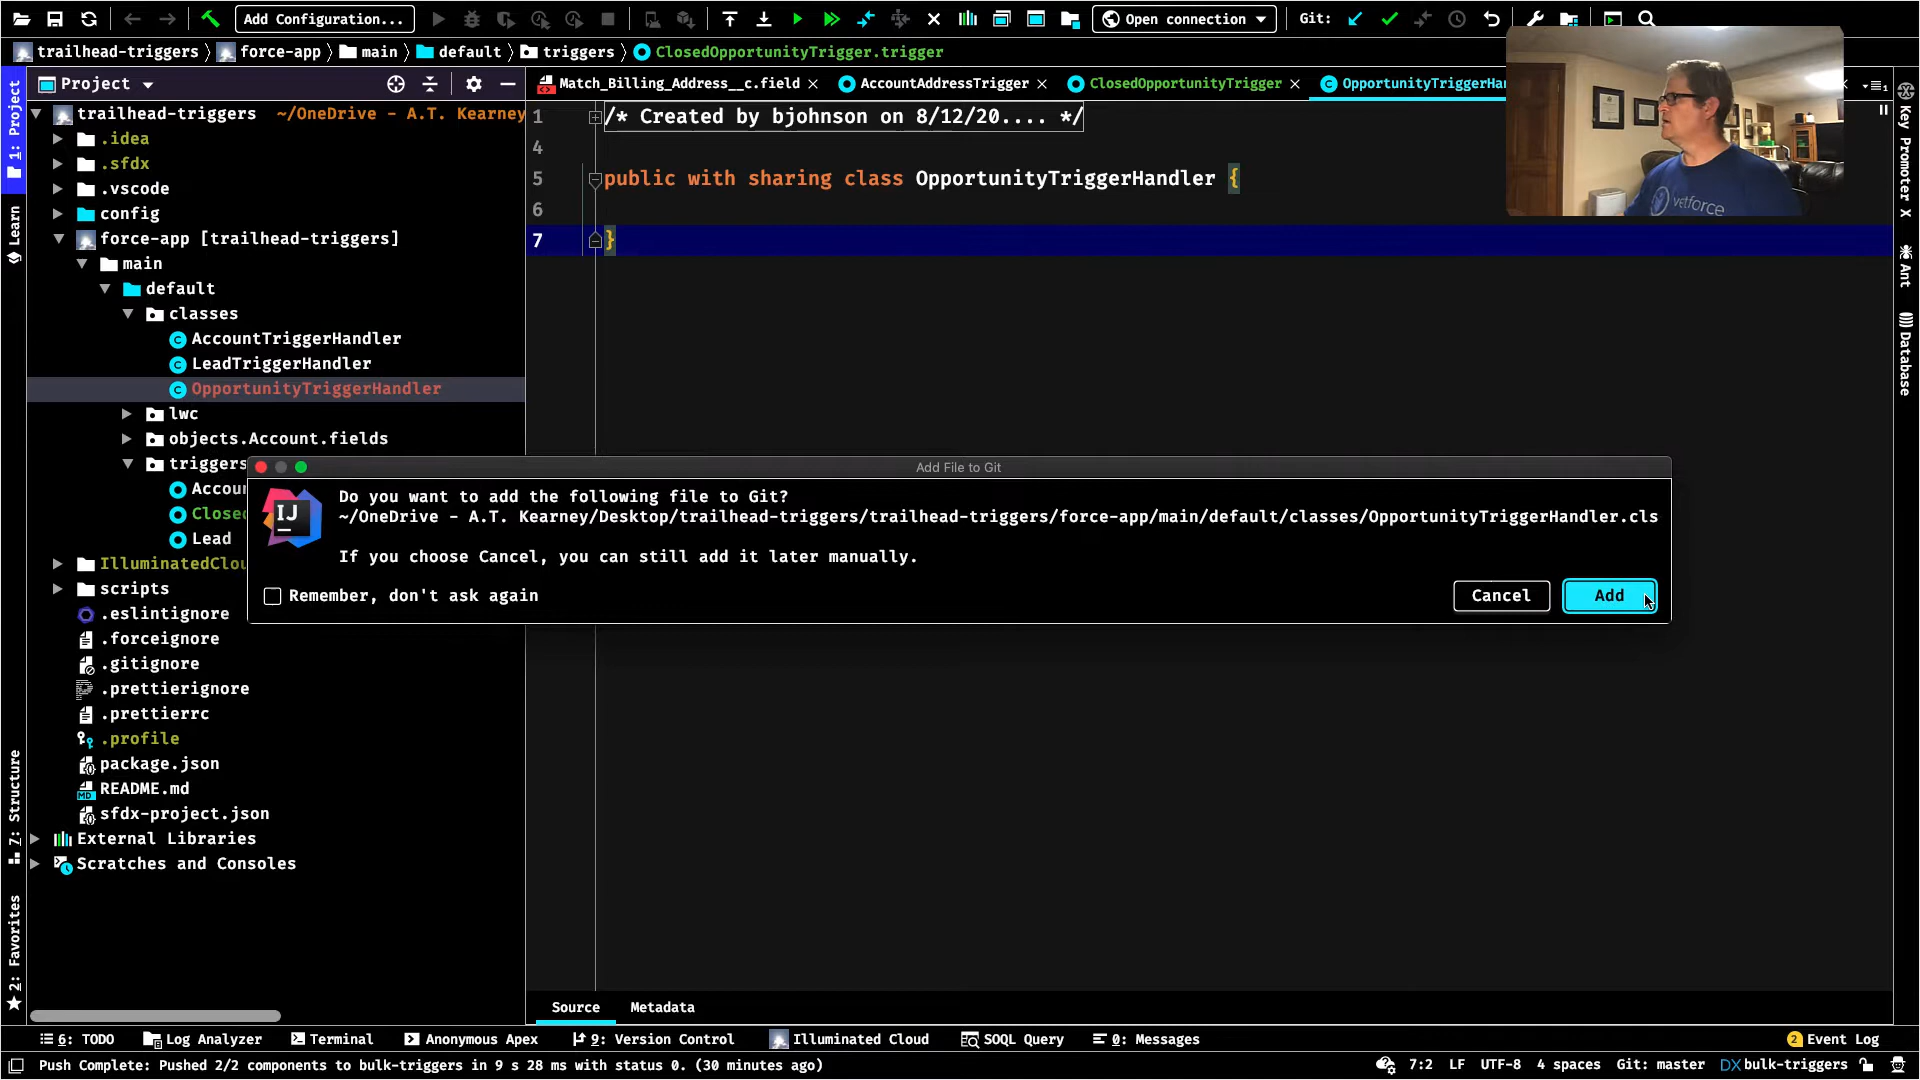 Add Configuration...
Open connection
Git:
trailhead-triggers
force-app
main
default
triggers
ClosedOpportunityTrigger.trigger
1: Project
Learn
7: Structure
2: Favorites
Project
Match_Billing_Address__c.field
AccountAddressTrigger
ClosedOpportunityTrigger
OpportunityTriggerHan
trailhead-triggers ~/OneDrive - A.T. Kearney
.idea
.sfdx
.vscode
config
force-app [trailhead-triggers]
main
default
classes
AccountTriggerHandler
LeadTriggerHandler
OpportunityTriggerHandler
lwc
objects.Account.fields
triggers
Accou
Close
Lead
IlluminatedClou
scripts
.eslintignore
.forceignore
.gitignore
.prettierignore
.prettierrc
.profile
package.json
README.md
sfdx-project.json
External Libraries
Scratches and Consoles
1 /* Created by bjohnson on 8/12/20.... */
4
5 public with sharing class OpportunityTriggerHandler {
6
7 }
vetforce
Key Promoter X
Ant
Database
Add File to Git
IJ
Do you want to add the following file to Git?
~/OneDrive - A.T. Kearney/Desktop/trailhead-triggers/trailhead-triggers/force-app/main/default/classes/OpportunityTriggerHandler.cls
If you choose Cancel, you can still add it later manually.
Remember, don't ask again
Cancel
Add
Source
Metadata
6: TODO
Log Analyzer
Terminal
Anonymous Apex
9: Version Control
Illuminated Cloud
SOQL Query
0: Messages
2 Event Log
Push Complete: Pushed 2/2 components to bulk-triggers in 9 s 28 ms with status 0. (30 minutes ago)
7:2
LF
UTF-8
4 spaces
Git: master
DX bulk-triggers